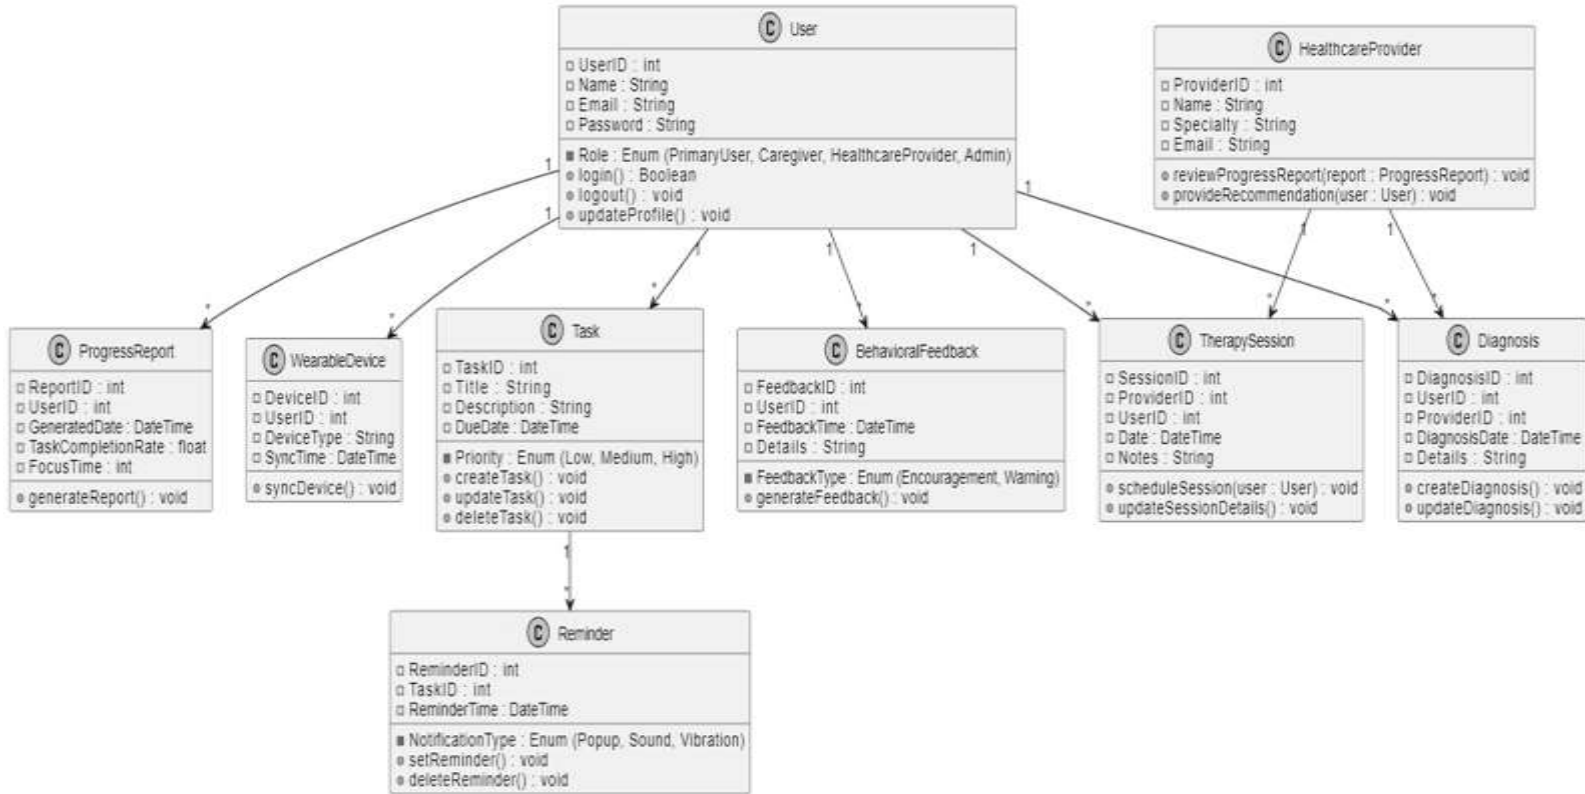 C User
UserID : int
Name : String
Email : String
Password : String
Role : Enum (PrimaryUser, Caregiver, HealthcareProvider, Admin)
login() : Boolean
logout() : void
updateProfile() : void
C HealthcareProvider
ProviderID : int
Name : String
Specialty : String
Email : String
reviewProgressReport(report : ProgressReport) : void
provideRecommendation(user : User) : void
1
1
1
1
1
1
1
1
*
*
*
*
*
*
*
*
C ProgressReport
ReportID : int
UserID : int
GeneratedDate : DateTime
TaskCompletionRate : float
FocusTime : int
generateReport() : void
C WearableDevice
DeviceID : int
UserID : int
DeviceType : String
SyncTime : DateTime
syncDevice() : void
C Task
TaskID : int
Title : String
Description : String
DueDate : DateTime
Priority : Enum (Low, Medium, High)
createTask() : void
updateTask() : void
deleteTask() : void
C BehavioralFeedback
FeedbackID : int
UserID : int
FeedbackTime : DateTime
Details : String
FeedbackType : Enum (Encouragement, Warning)
generateFeedback() : void
C TherapySession
SessionID : int
ProviderID : int
UserID : int
Date : DateTime
Notes : String
scheduleSession(user : User) : void
updateSessionDetails() : void
C Diagnosis
DiagnosisID : int
UserID : int
ProviderID : int
DiagnosisDate : DateTime
Details : String
createDiagnosis() : void
updateDiagnosis() : void
1
*
C Reminder
ReminderID : int
TaskID : int
ReminderTime : DateTime
NotificationType : Enum (Popup, Sound, Vibration)
setReminder() : void
deleteReminder() : void